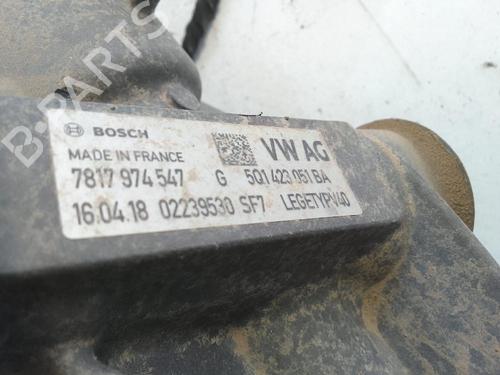 B-PARTS
BOSCH
VW AG
MADE IN FRANCE
7817 974 547 G 5Q1 423 051 BA
16.04.18 02239530 SF7 LEGETYPV40